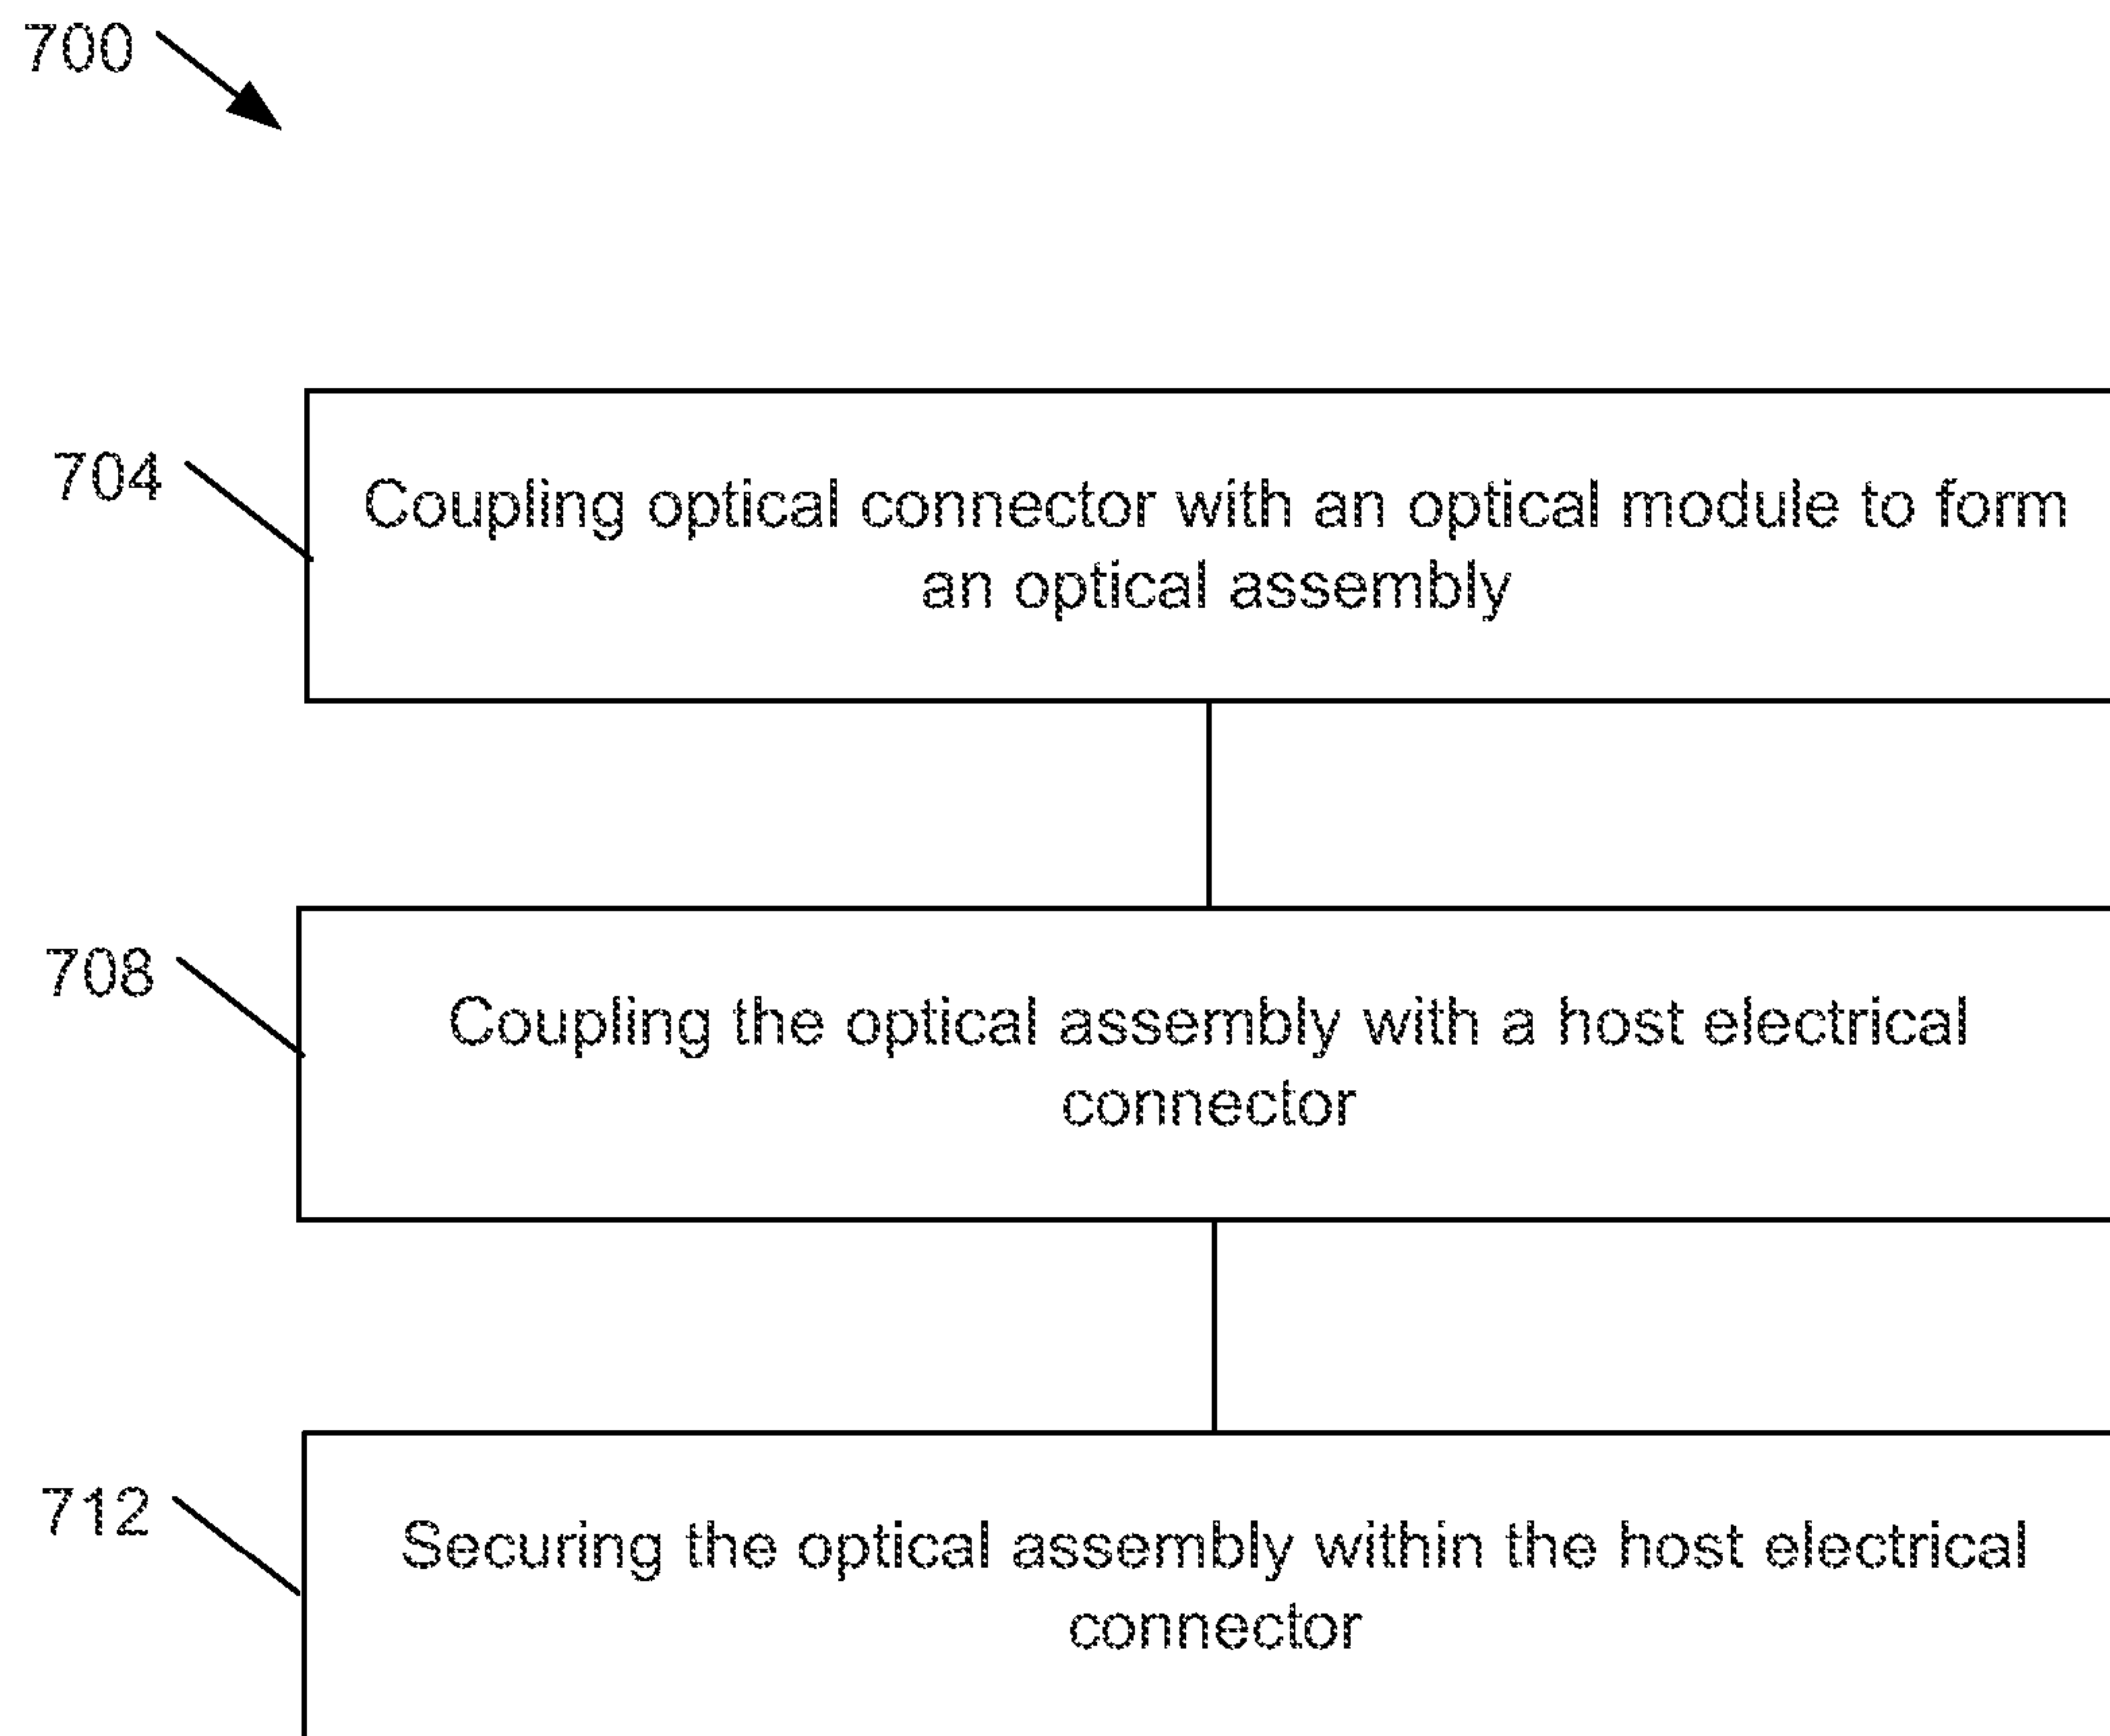 700
704
Coupling optical connector with an optical module to form
an optical assembly
708
Coupling the optical assembly with a host electrical
connector
712
Securing the optical assembly within the host electrical
connector